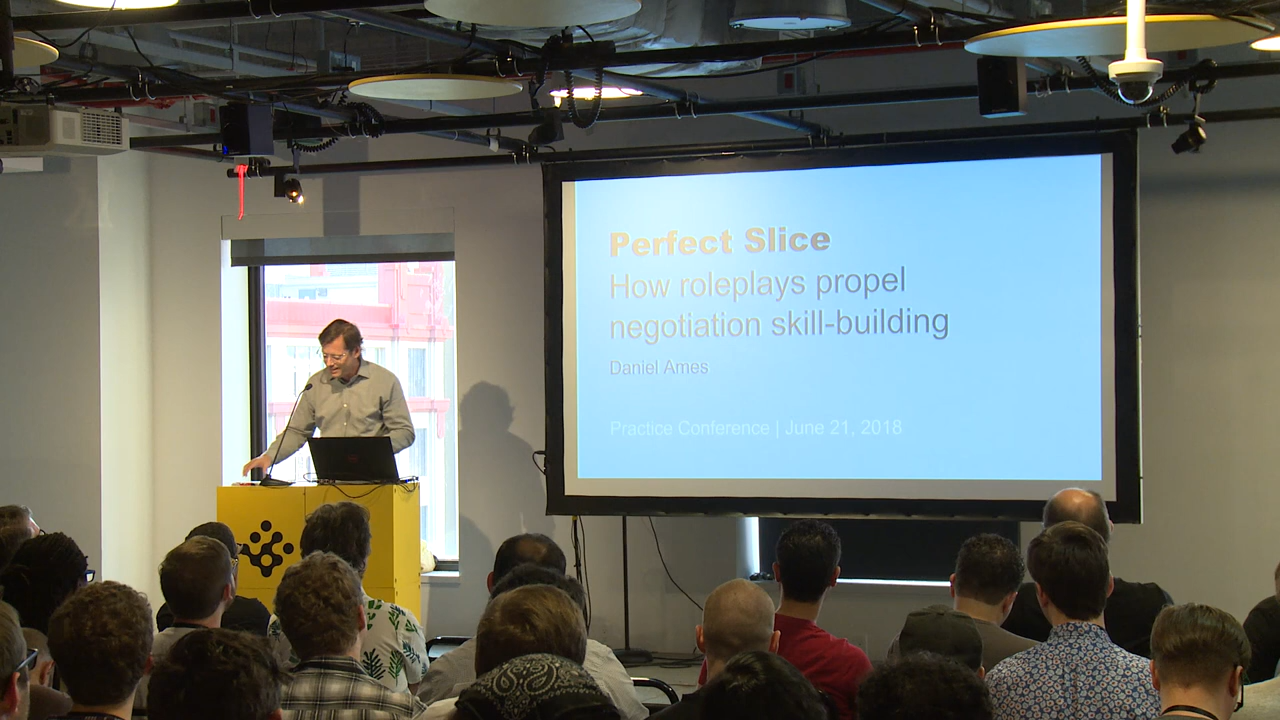 Perfect Slice
How roleplays propel
negotiation skill-building
Daniel Ames
Practice Conference | June 21, 2018